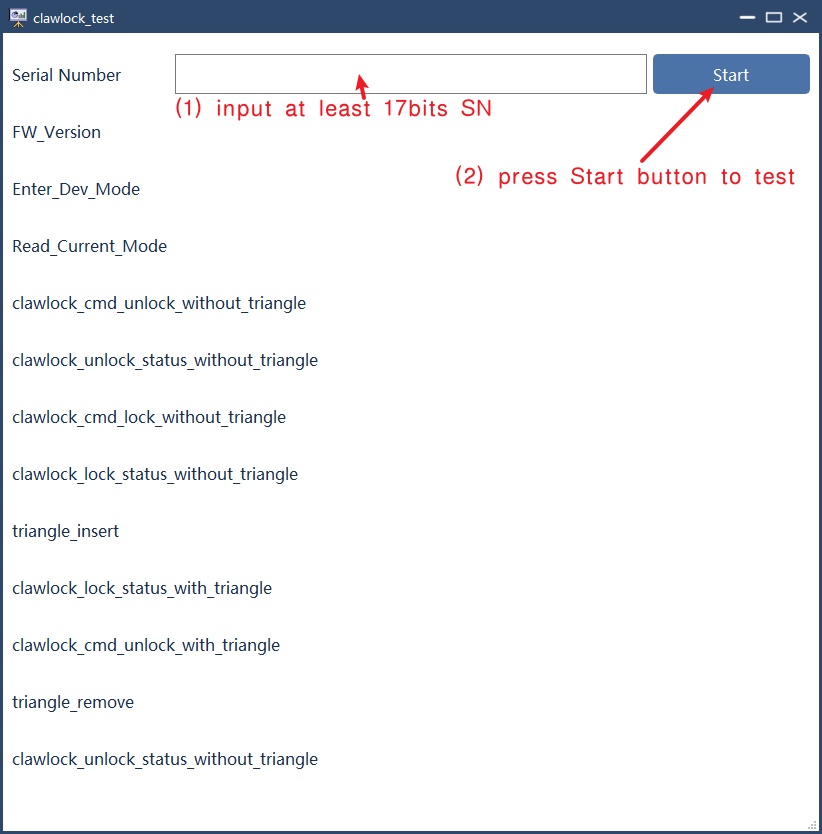 clawlock_test
Serial Number
Start
(1) input at least 17bits SN
FW_Version
(2) press Start button to test
Enter_Dev_Mode
Read_Current_Mode
clawlock_cmd_unlock_without_triangle
clawlock_unlock_status_without_triangle
clawlock_cmd_lock_without_triangle
clawlock_lock_status_without_triangle
triangle_insert
clawlock_lock_status_with_triangle
clawlock_cmd_unlock_with_triangle
triangle_remove
clawlock_unlock_status_without_triangle